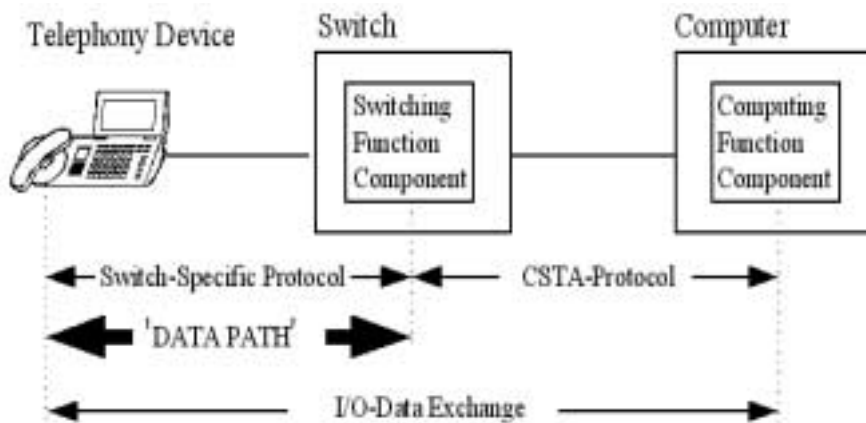 Telephony Device
Switch
Computer
Switching
Function
Component
Computing
Function
Component
Switch-Specific Protocol
CSTA-Protocol
'DATA PATH'
I/O-Data Exchange